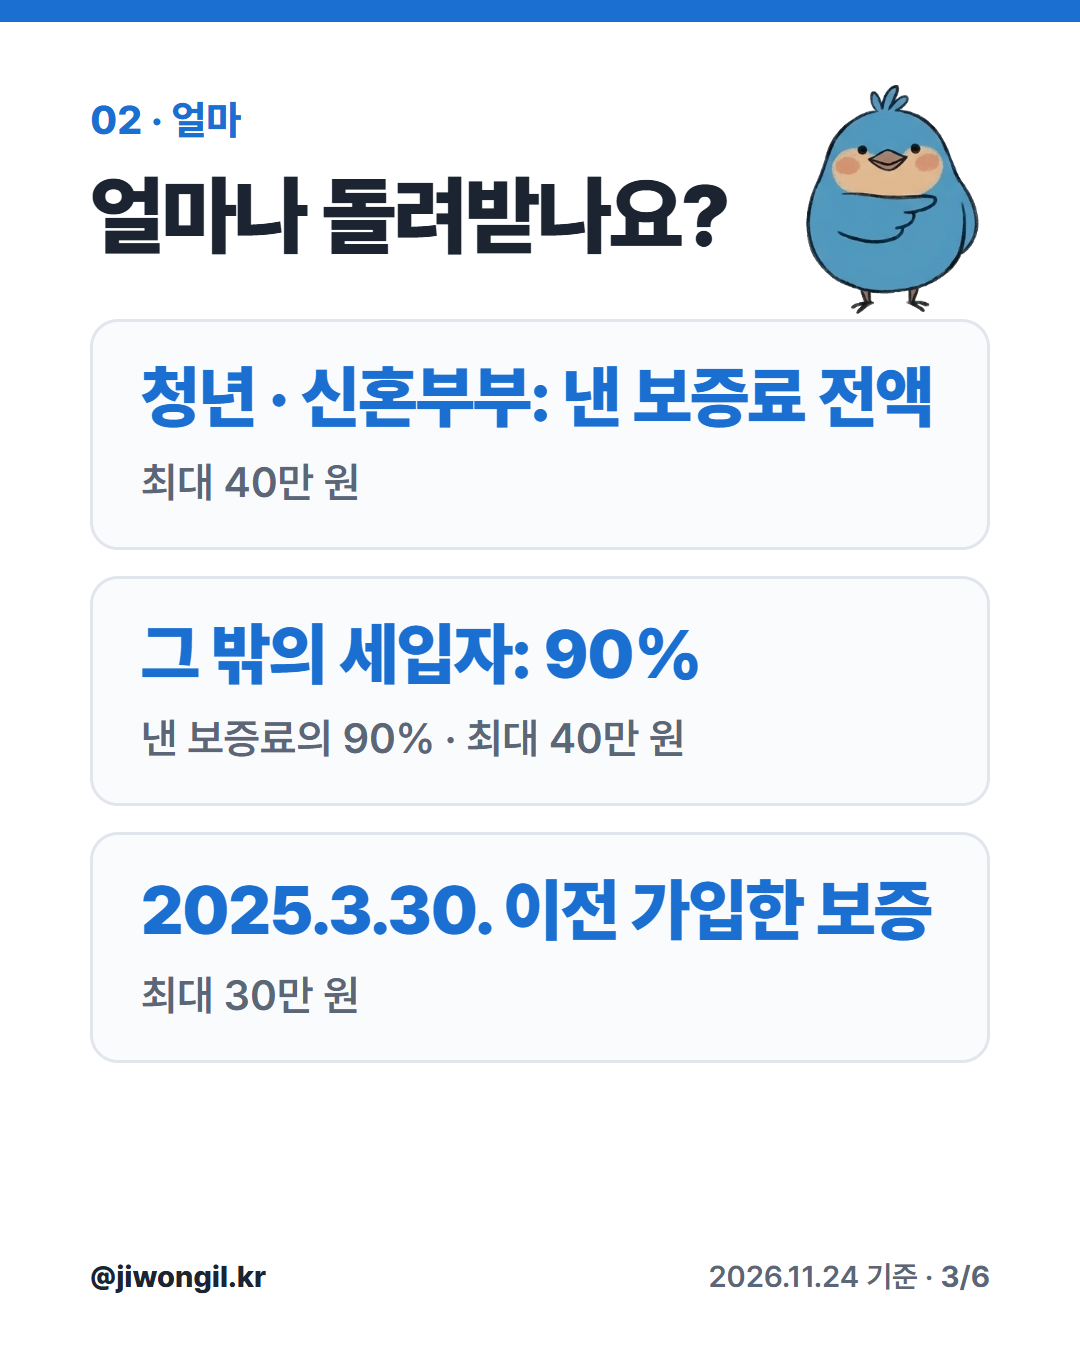 02 · 얼마
얼마나 돌려받나요?
청년 · 신혼부부: 낸 보증료 전액
최대 40만 원
그 밖의 세입자: 90%
낸 보증료의 90% · 최대 40만 원
2025.3.30. 이전 가입한 보증
최대 30만 원
@jiwongil.kr
2026.11.24 기준 · 3/6